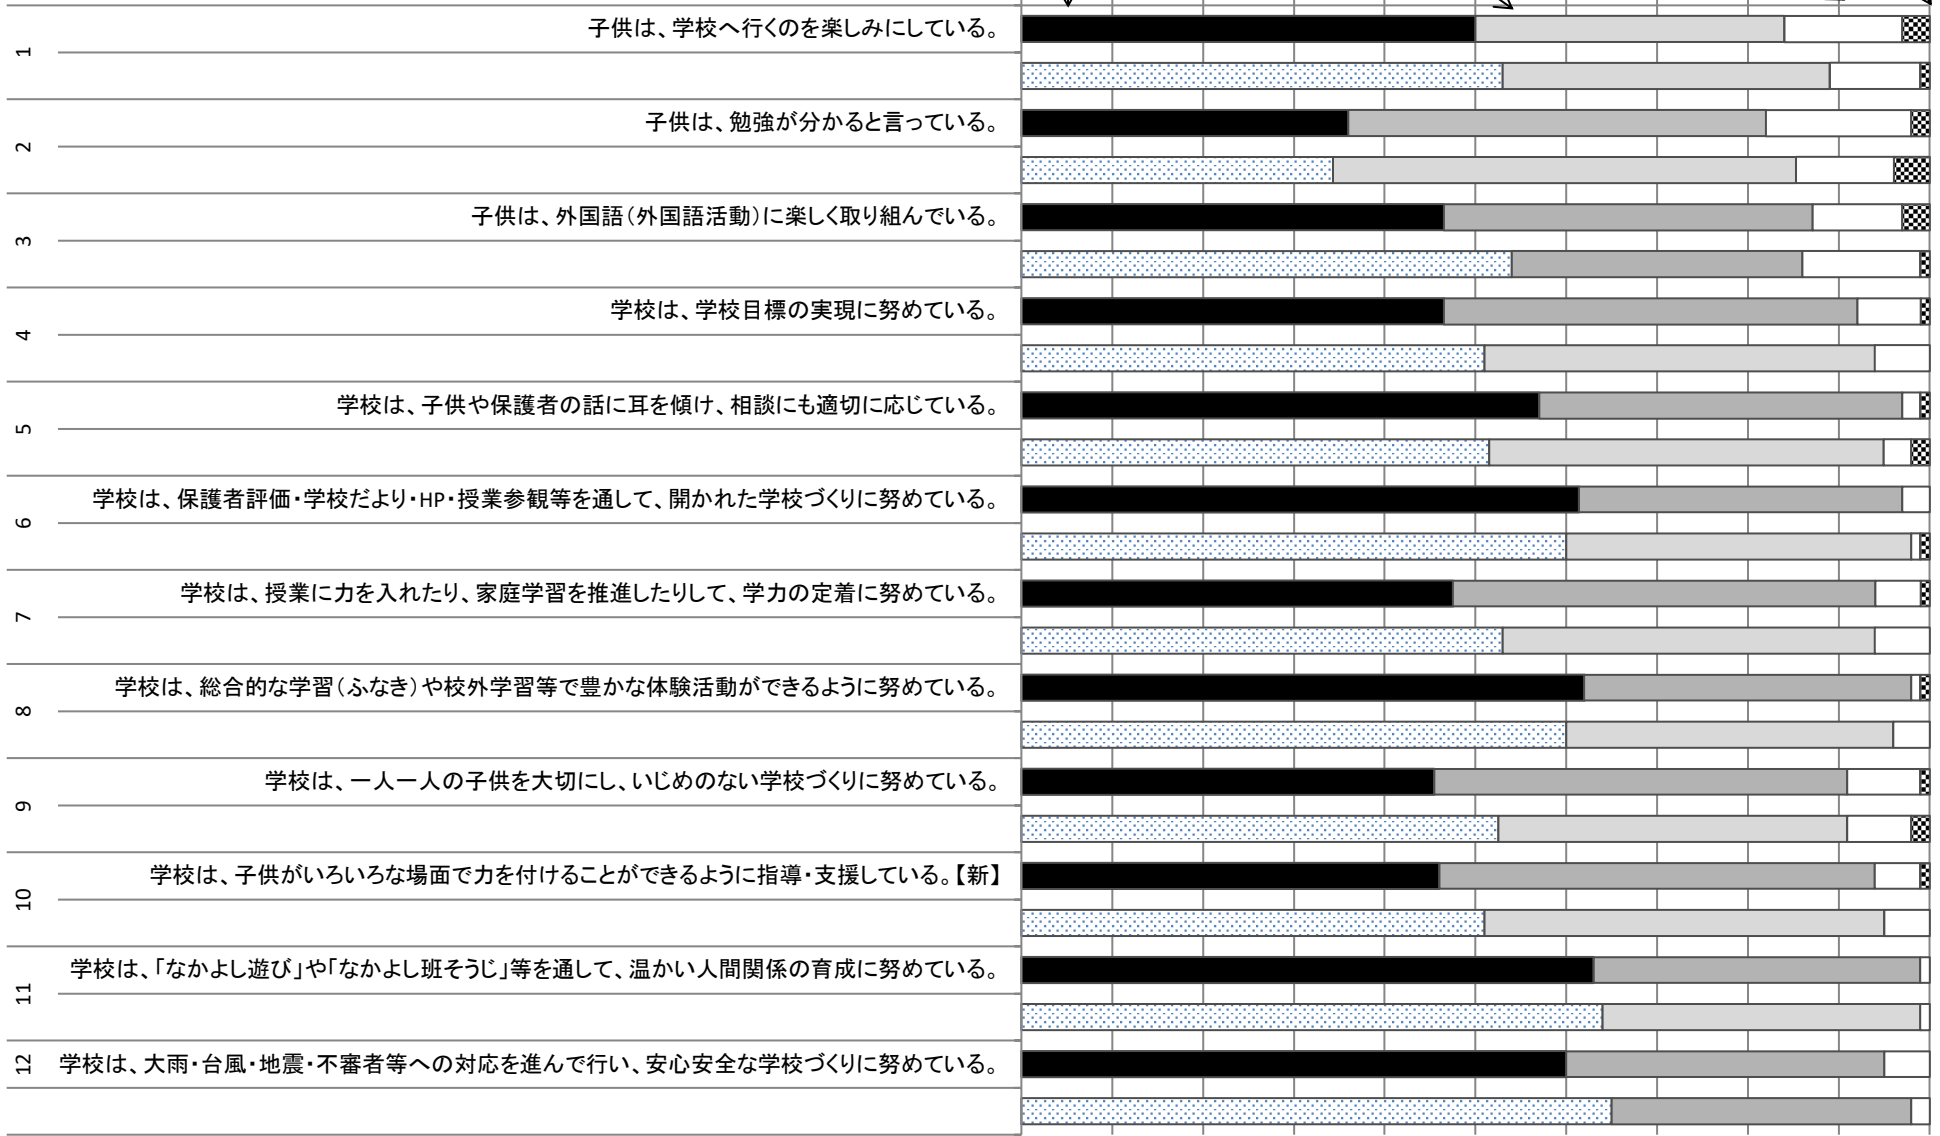 1 子供は、学校へ行くのを楽しみにしている。
2 子供は、勉強が分かると言っている。
3 子供は、外国語（外国語活動）に楽しく取り組んでいる。
4 学校は、学校目標の実現に努めている。
5 学校は、子供や保護者の話に耳を傾け、相談にも適切に応じている。
6 学校は、保護者評価・学校だより・HP・授業参観等を通して、開かれた学校づくりに努めている。
7 学校は、授業に力を入れたり、家庭学習を推進したりして、学力の定着に努めている。
8 学校は、総合的な学習（ふなき）や校外学習等で豊かな体験活動ができるように努めている。
9 学校は、一人一人の子供を大切にし、いじめのない学校づくりに努めている。
10 学校は、子供がいろいろな場面で力を付けることができるように指導・支援している。【新】
11 学校は、「なかよし遊び」や「なかよし班そうじ」等を通して、温かい人間関係の育成に努めている。
12 学校は、大雨・台風・地震・不審者等への対応を進んで行い、安心安全な学校づくりに努めている。